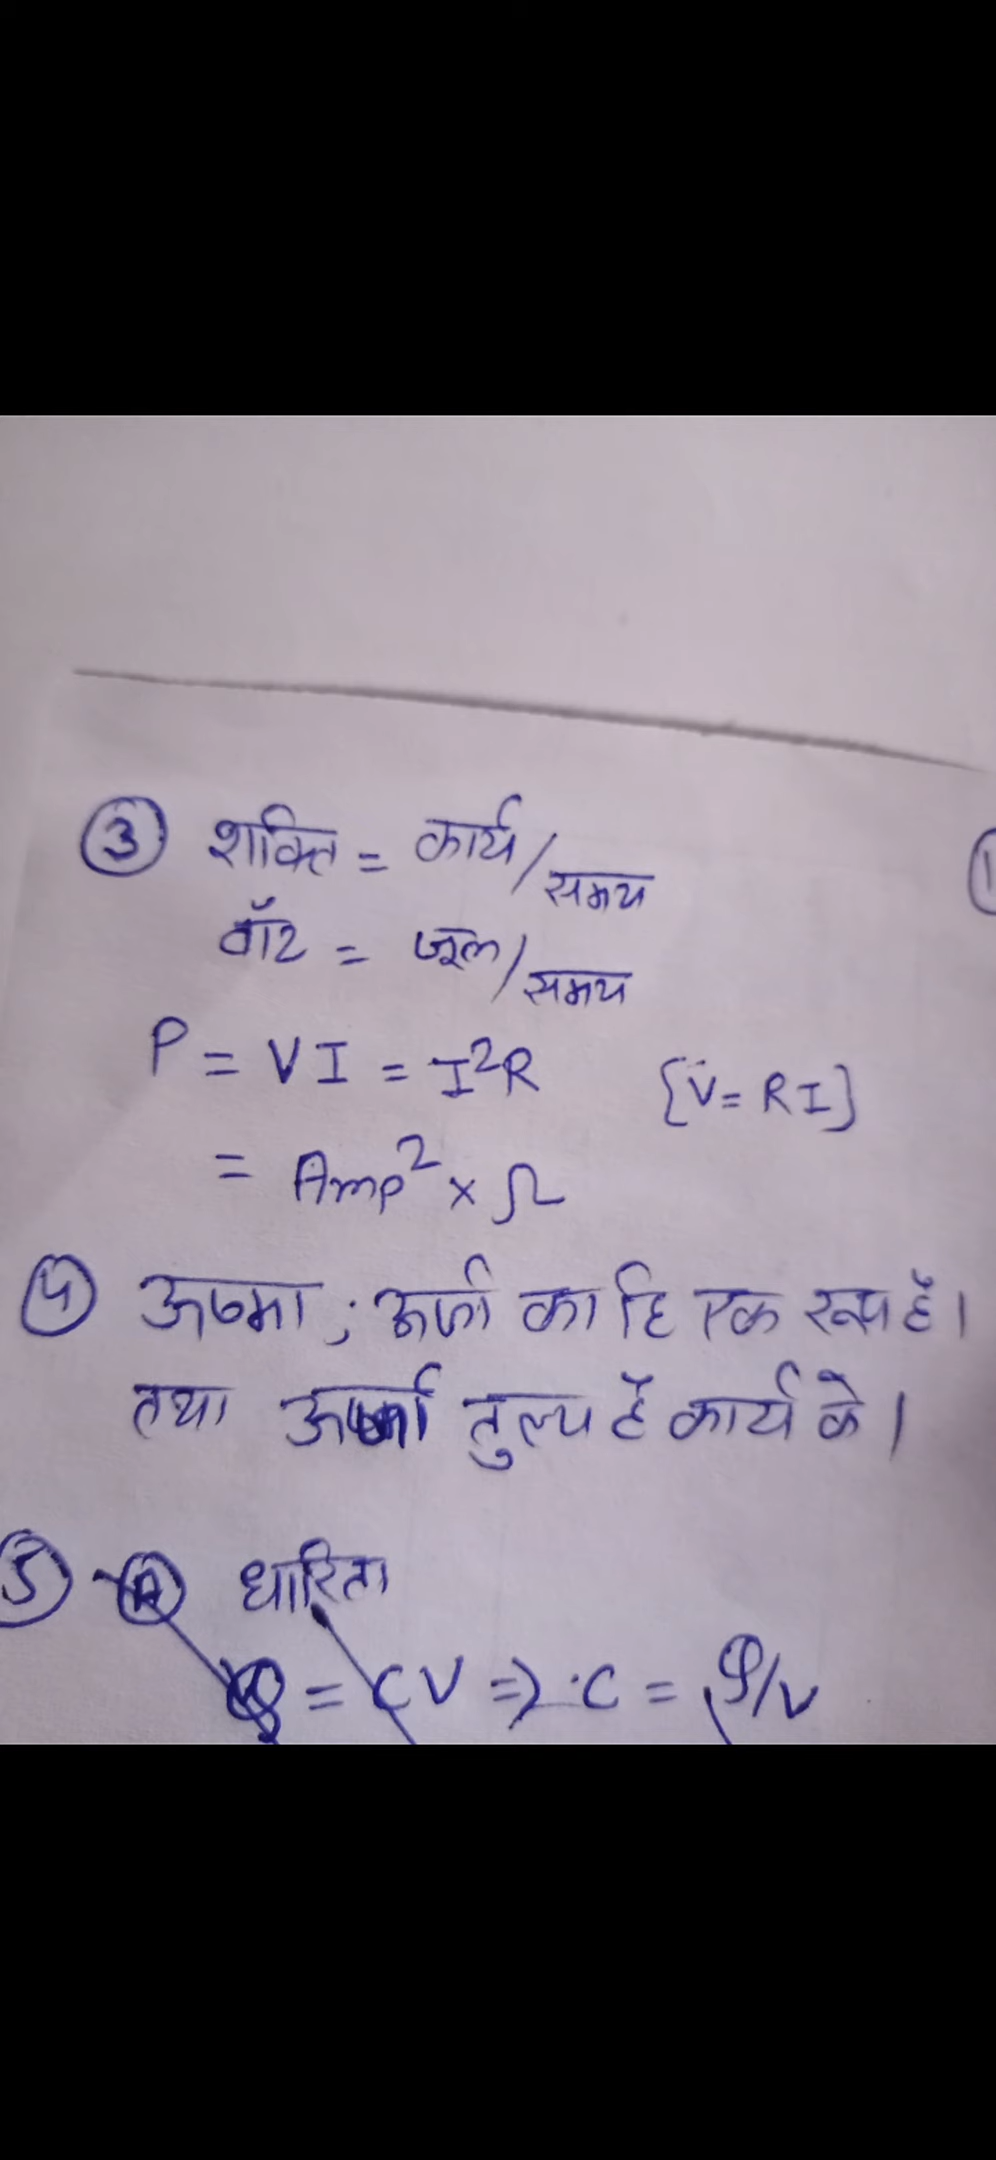 ③ शक्ति = कार्य/समय
वॉट = जूल/समय
P = VI = I²R {V = RI}
= Amp² × Ω
④ ऊष्मा ; ऊर्जा का हि एक रूप है।
तथा ऊर्जा तुल्य है कार्य के।
⑤ धारिता
Q = CV => C = Q/V